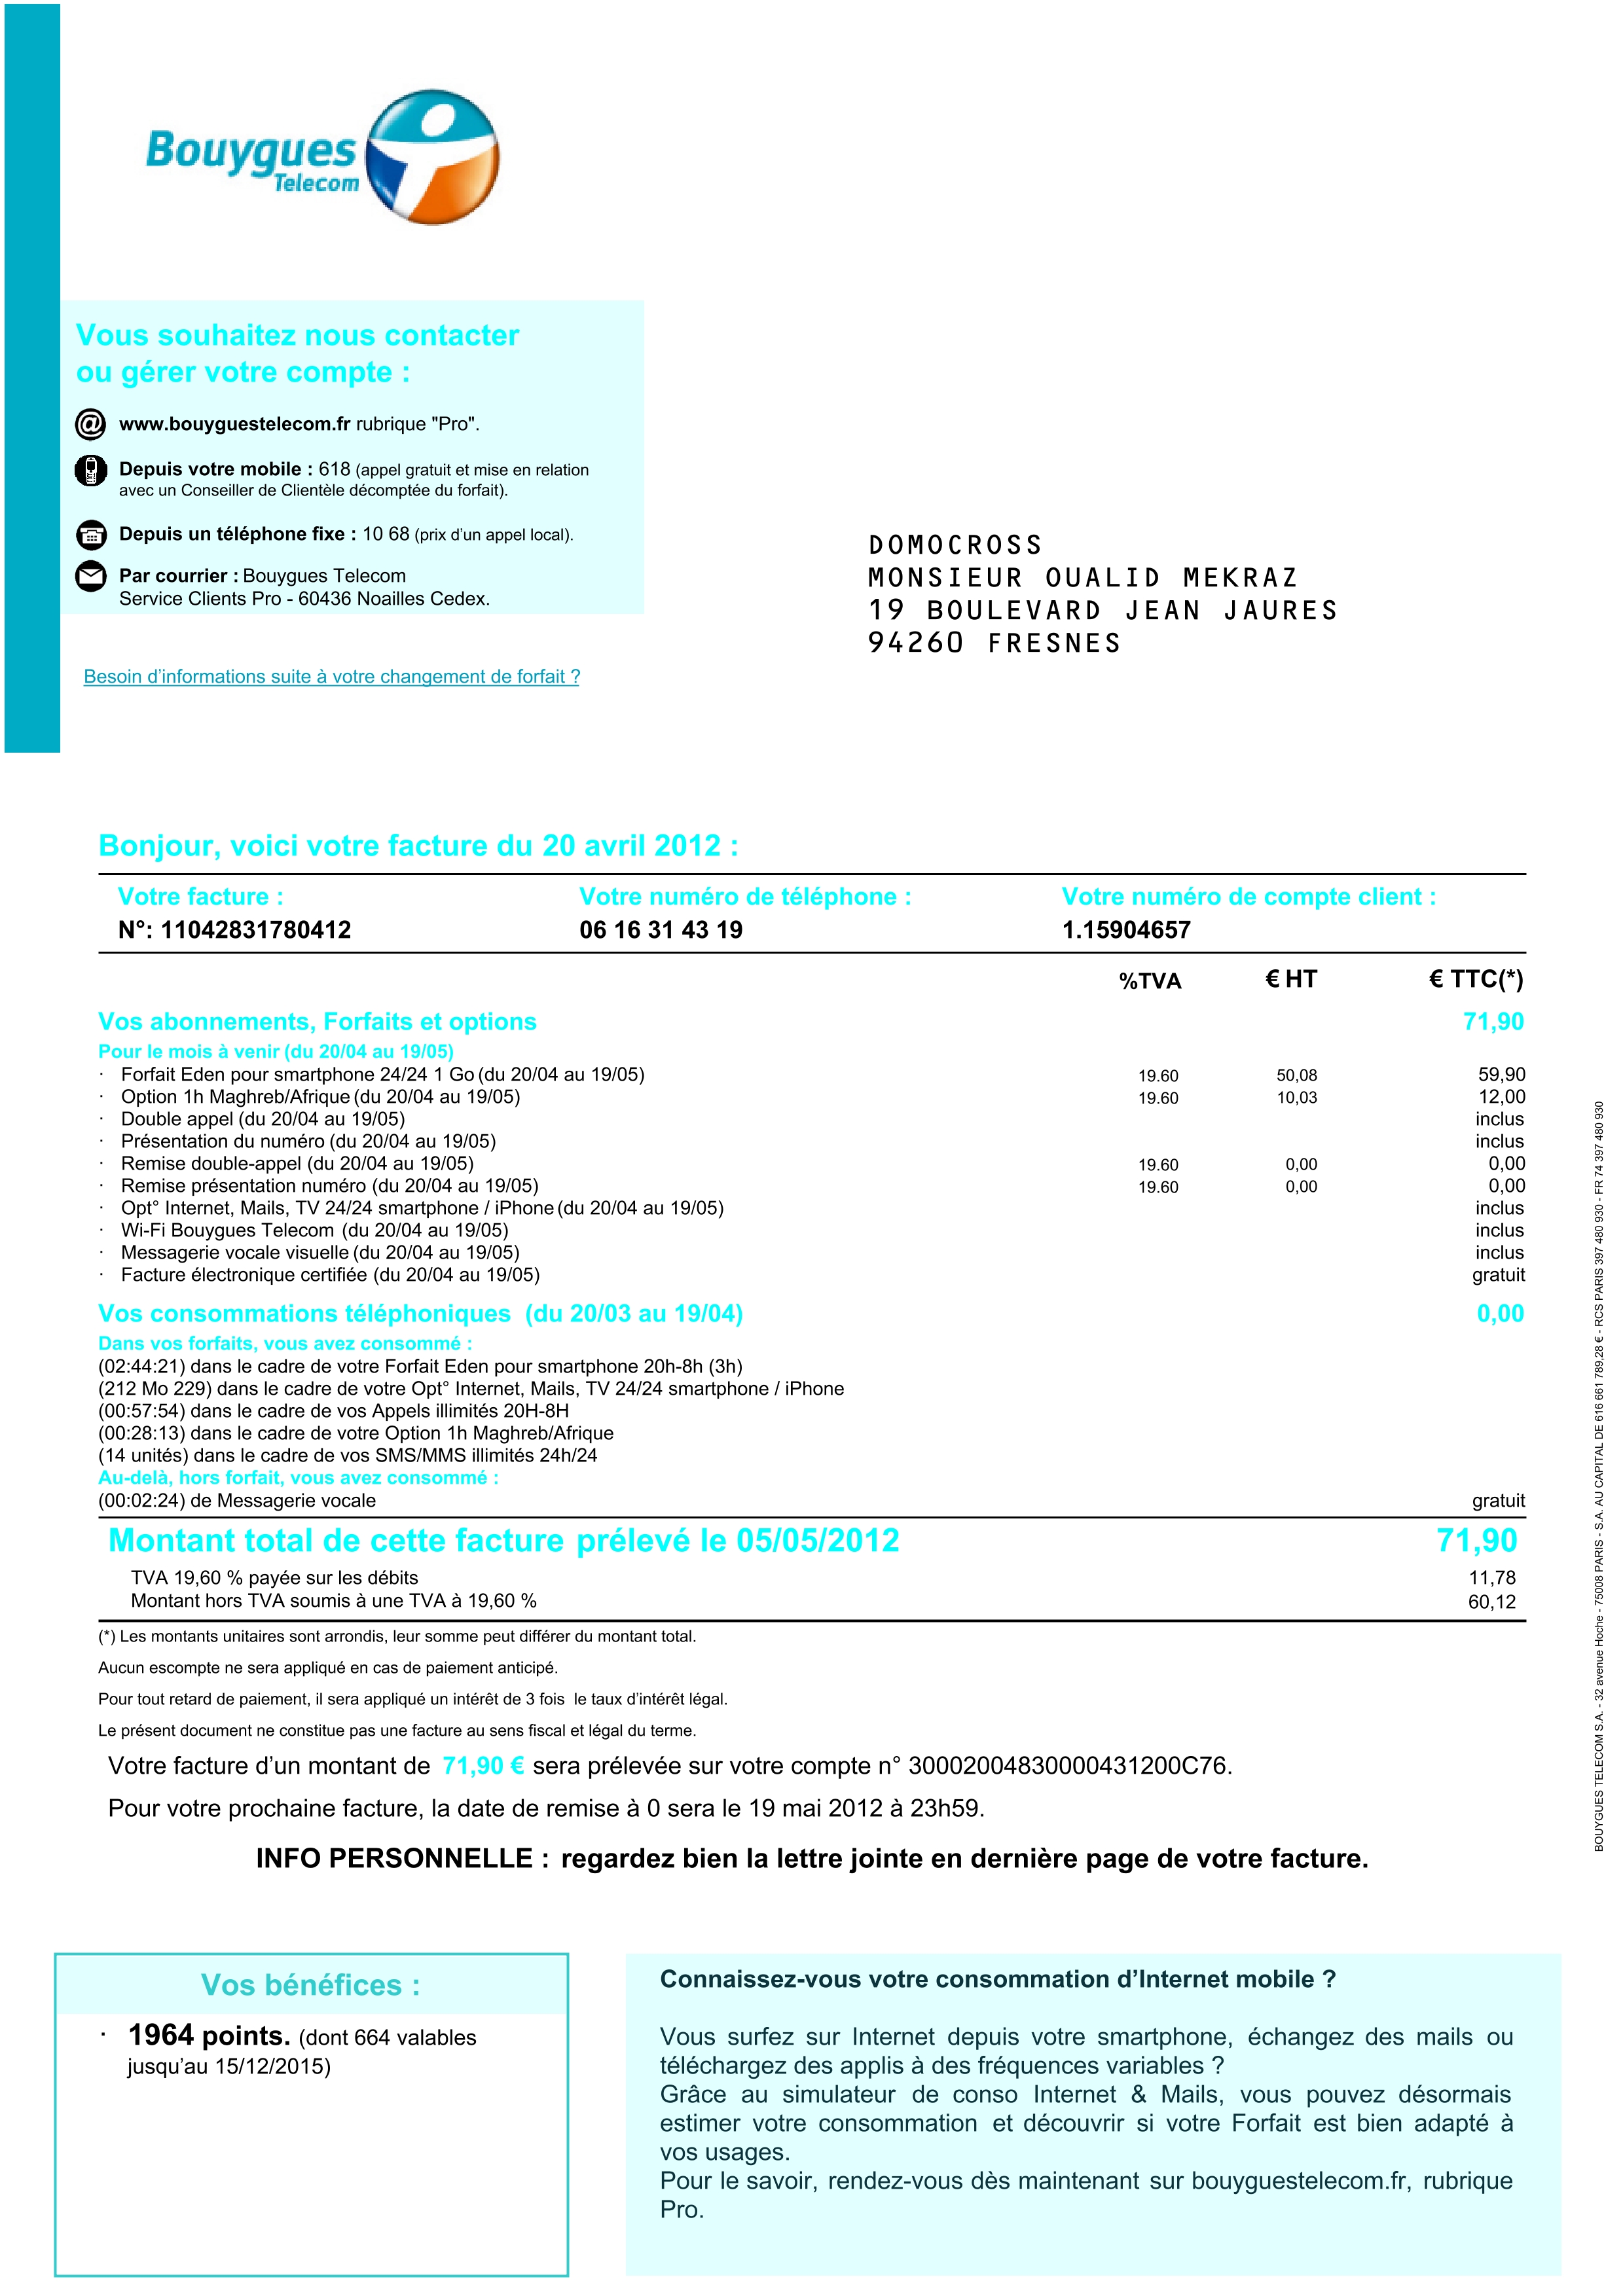 Bouygues
Telecom
Vous souhaitez nous contacter
ou gérer votre compte :
www.bouyguestelecom.fr rubrique "Pro".
Depuis votre mobile : 618 (appel gratuit et mise en relation
avec un Conseiller de Clientèle décomptée du forfait).
Depuis un téléphone fixe : 10 68 (prix d'un appel local).
Par courrier : Bouygues Telecom
Service Clients Pro - 60436 Noailles Cedex.
DOMOCROSS
MONSIEUR OUALID MEKRAZ
19 BOULEVARD JEAN JAURES
94260 FRESNES
Besoin d'informations suite à votre changement de forfait ?
Bonjour, voici votre facture du 20 avril 2012 :
Votre facture : Votre numéro de téléphone : Votre numéro de compte client :
N°: 11042831780412 06 16 31 43 19 1.15904657
%TVA € HT € TTC(*)
Vos abonnements, Forfaits et options 71,90
Pour le mois à venir (du 20/04 au 19/05)
· Forfait Eden pour smartphone 24/24 1 Go (du 20/04 au 19/05) 19.60 50,08 59,90
· Option 1h Maghreb/Afrique (du 20/04 au 19/05) 19.60 10,03 12,00
· Double appel (du 20/04 au 19/05) inclus
· Présentation du numéro (du 20/04 au 19/05) inclus
· Remise double-appel (du 20/04 au 19/05) 19.60 0,00 0,00
· Remise présentation numéro (du 20/04 au 19/05) 19.60 0,00 0,00
· Opt° Internet, Mails, TV 24/24 smartphone / iPhone (du 20/04 au 19/05) inclus
· Wi-Fi Bouygues Telecom (du 20/04 au 19/05) inclus
· Messagerie vocale visuelle (du 20/04 au 19/05) inclus
· Facture électronique certifiée (du 20/04 au 19/05) gratuit
Vos consommations téléphoniques (du 20/03 au 19/04) 0,00
Dans vos forfaits, vous avez consommé :
(02:44:21) dans le cadre de votre Forfait Eden pour smartphone 20h-8h (3h)
(212 Mo 229) dans le cadre de votre Opt° Internet, Mails, TV 24/24 smartphone / iPhone
(00:57:54) dans le cadre de vos Appels illimités 20H-8H
(00:28:13) dans le cadre de votre Option 1h Maghreb/Afrique
(14 unités) dans le cadre de vos SMS/MMS illimités 24h/24
Au-delà, hors forfait, vous avez consommé :
(00:02:24) de Messagerie vocale gratuit
Montant total de cette facture prélevé le 05/05/2012 71,90
TVA 19,60 % payée sur les débits 11,78
Montant hors TVA soumis à une TVA à 19,60 % 60,12
(*) Les montants unitaires sont arrondis, leur somme peut différer du montant total.
Aucun escompte ne sera appliqué en cas de paiement anticipé.
Pour tout retard de paiement, il sera appliqué un intérêt de 3 fois le taux d'intérêt légal.
Le présent document ne constitue pas une facture au sens fiscal et légal du terme.
Votre facture d'un montant de 71,90 € sera prélevée sur votre compte n° 30002004830000431200C76.
Pour votre prochaine facture, la date de remise à 0 sera le 19 mai 2012 à 23h59.
INFO PERSONNELLE : regardez bien la lettre jointe en dernière page de votre facture.
Vos bénéfices :
· 1964 points. (dont 664 valables
jusqu'au 15/12/2015)
Connaissez-vous votre consommation d'Internet mobile ?
Vous surfez sur Internet depuis votre smartphone, échangez des mails ou
téléchargez des applis à des fréquences variables ?
Grâce au simulateur de conso Internet & Mails, vous pouvez désormais
estimer votre consommation et découvrir si votre Forfait est bien adapté à
vos usages.
Pour le savoir, rendez-vous dès maintenant sur bouyguestelecom.fr, rubrique
Pro.
BOUYGUES TELECOM S.A. - 32 avenue Hoche - 75008 PARIS - S.A. AU CAPITAL DE 616 661 789,28 € - RCS PARIS 397 480 930 - FR 74 397 480 930